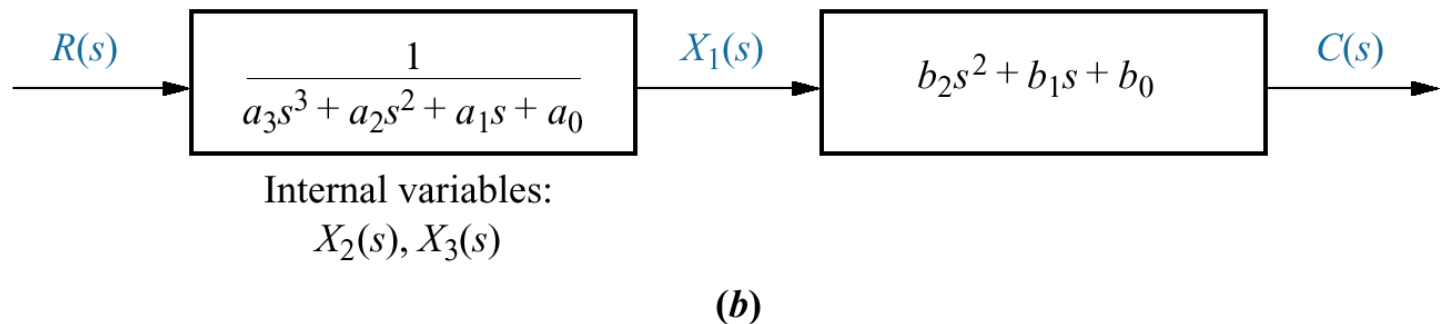 R(s)
1
a₃s³ + a₂s² + a₁s + a₀
X₁(s)
b₂s² + b₁s + b₀
C(s)
Internal variables:
X₂(s), X₃(s)
(b)